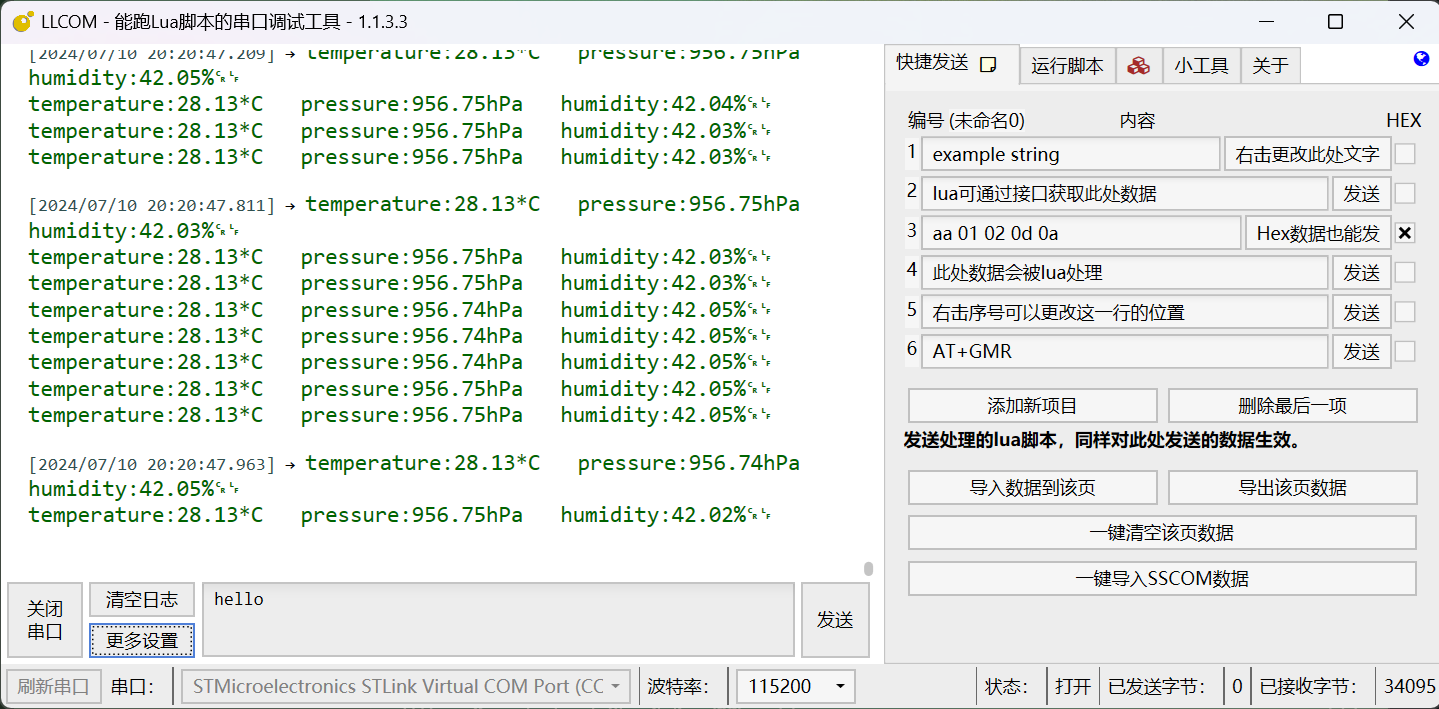 LLCOM - 能跑Lua脚本的串口调试工具 - 1.1.3.3
[2024/07/10 20:20:47.209] → temperature:28.13*C pressure:956.75hPa
humidity:42.05%
temperature:28.13*C pressure:956.75hPa humidity:42.04%
temperature:28.13*C pressure:956.75hPa humidity:42.03%
temperature:28.13*C pressure:956.75hPa humidity:42.03%
[2024/07/10 20:20:47.811] → temperature:28.13*C pressure:956.75hPa
humidity:42.03%
temperature:28.13*C pressure:956.75hPa humidity:42.03%
temperature:28.13*C pressure:956.75hPa humidity:42.03%
temperature:28.13*C pressure:956.74hPa humidity:42.05%
temperature:28.13*C pressure:956.74hPa humidity:42.05%
temperature:28.13*C pressure:956.74hPa humidity:42.05%
temperature:28.13*C pressure:956.75hPa humidity:42.05%
temperature:28.13*C pressure:956.75hPa humidity:42.05%
[2024/07/10 20:20:47.963] → temperature:28.13*C pressure:956.74hPa
humidity:42.05%
temperature:28.13*C pressure:956.75hPa humidity:42.02%
关闭
串口
清空日志
更多设置
hello
发送
快捷发送 运行脚本 小工具 关于
编号 (未命名0) 内容 HEX
1 example string 右击更改此处文字
2 lua可通过接口获取此处数据 发送
3 aa 01 02 0d 0a Hex数据也能发
4 此处数据会被lua处理 发送
5 右击序号可以更改这一行的位置 发送
6 AT+GMR 发送
添加新项目 删除最后一项
发送处理的lua脚本，同样对此处发送的数据生效。
导入数据到该页 导出该页数据
一键清空该页数据
一键导入SSCOM数据
刷新串口 串口： STMicroelectronics STLink Virtual COM Port (CC 波特率： 115200 状态： 打开 已发送字节： 0 已接收字节： 34095